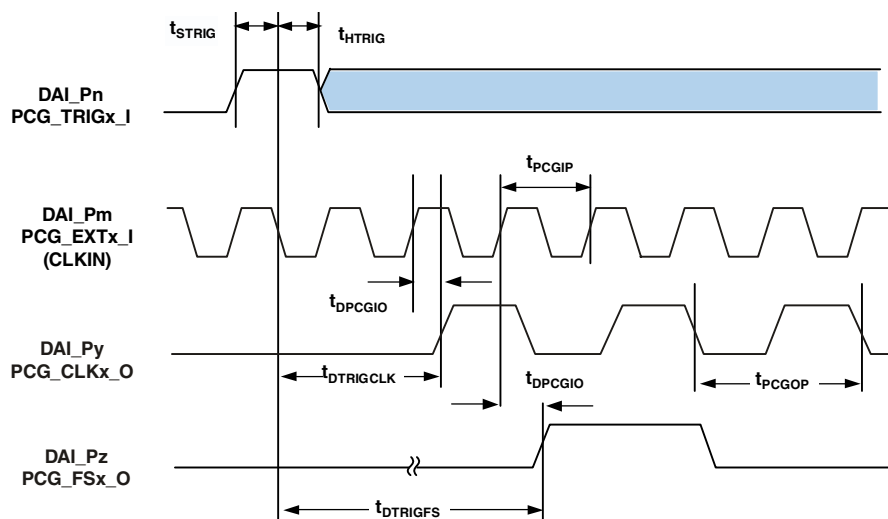 tSTRIG
tHTRIG
DAI_Pn
PCG_TRIGx_I
tPCGIP
DAI_Pm
PCG_EXTx_I
(CLKIN)
tDPCGIO
DAI_Py
PCG_CLKx_O
tDTRIGCLK
tDPCGIO
tPCGOP
DAI_Pz
PCG_FSx_O
tDTRIGFS